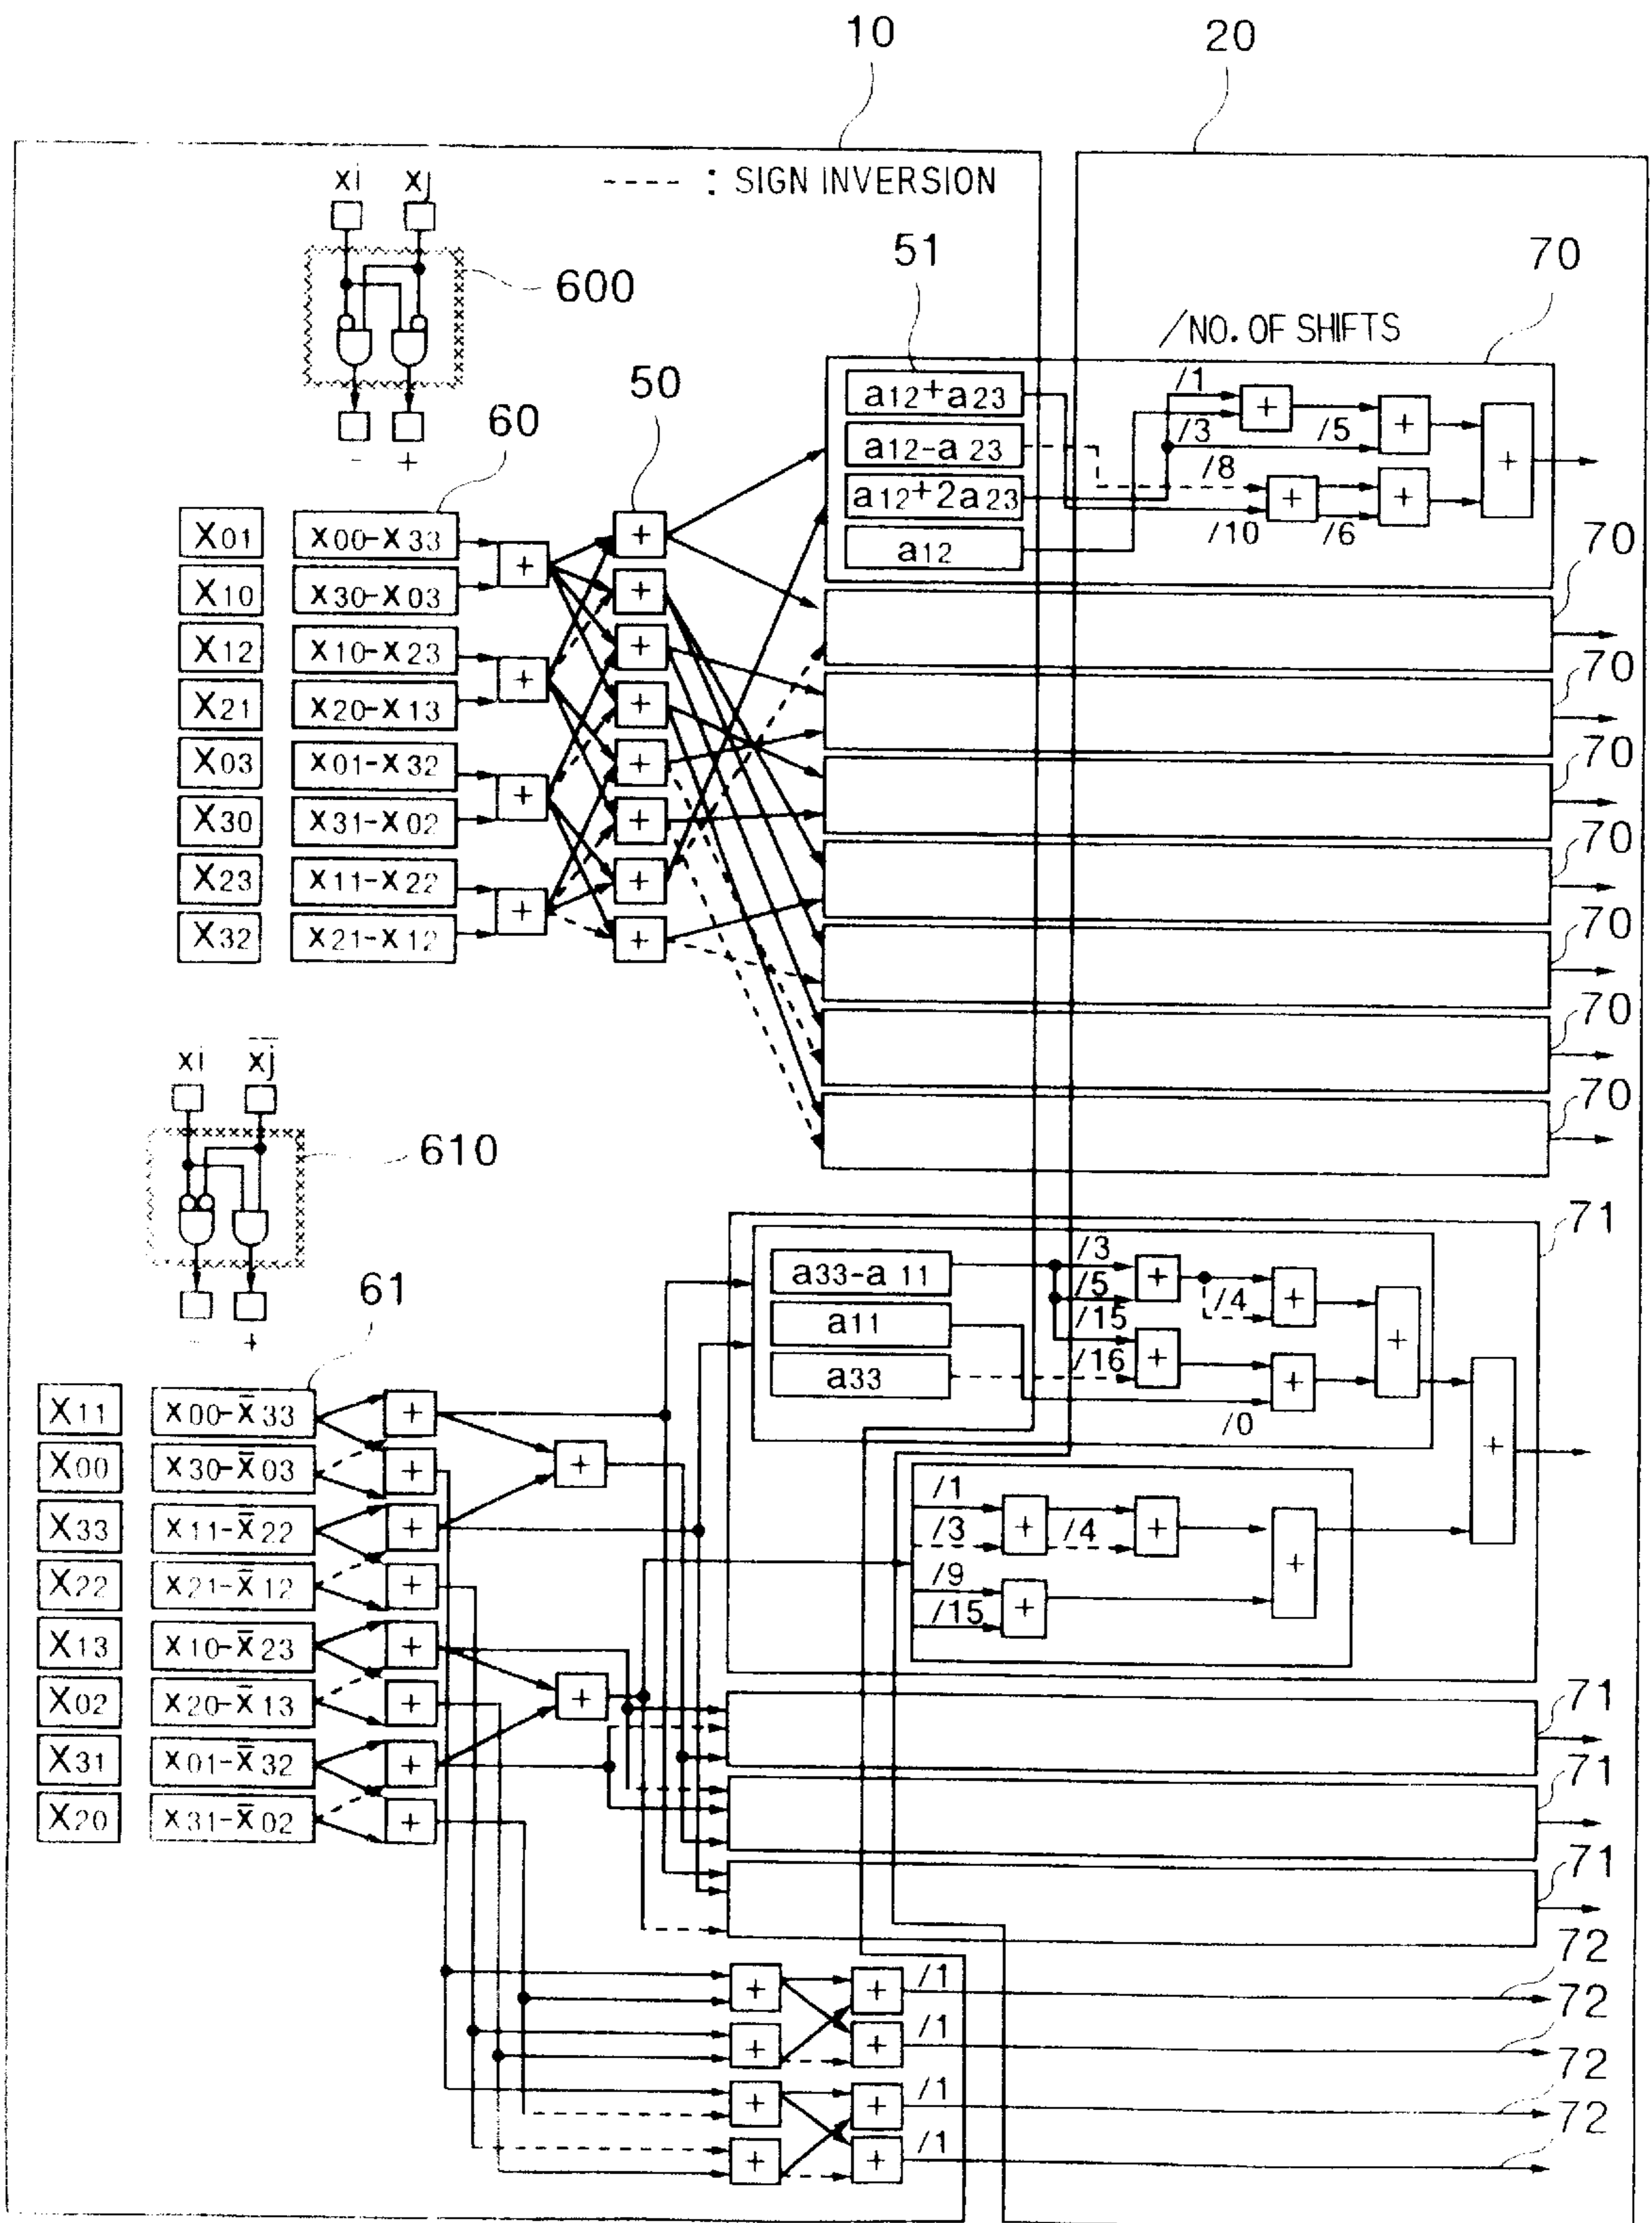 10
20
xi xj
---- : SIGN INVERSION
600
51
70
/NO. OF SHIFTS
- +
60
50
a12+a23
a12-a23
a12+2a23
a12
/1
/3
/5
/8
/10
/6
+ + + + +
X01 x00-x33
X10 x30-x03
X12 x10-x23
X21 x20-x13
X03 x01-x32
X30 x31-x02
X23 x11-x22
X32 x21-x12
+ + + +
+ + + + + + + +
70
70
70
70
70
70
70
xi x̄j
610
- +
61
71
a33-a11
a11
a33
/3
/5
/15
/16
/4
/0
+ + + + + +
/1
/3
/4
/9
/15
+ + + +
X11 x00-x̄33
X00 x30-x̄03
X33 x11-x̄22
X22 x21-x̄12
X13 x10-x̄23
X02 x20-x̄13
X31 x01-x̄32
X20 x31-x̄02
+ + + + + + + +
+ +
71
71
71
+ + /1 72
+ + /1 72
+ + /1 72
+ + /1 72